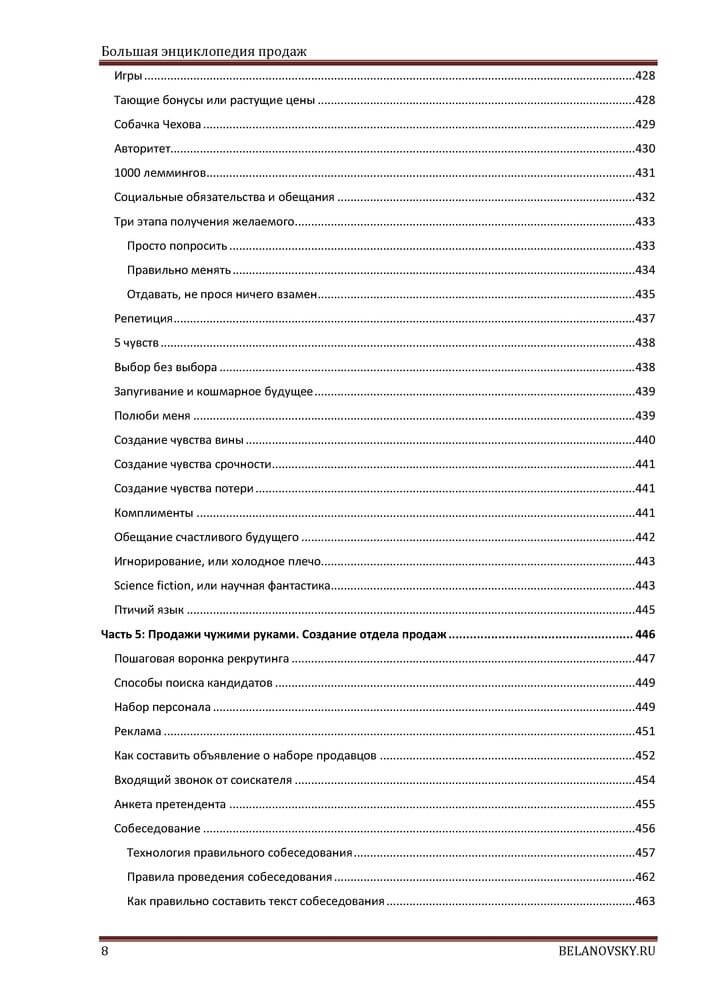 Большая энциклопедия продаж
Игры 428
Тающие бонусы или растущие цены 428
Собачка Чехова 429
Авторитет 430
1000 леммингов 431
Социальные обязательства и обещания 432
Три этапа получения желаемого 433
Просто попросить 433
Правильно менять 434
Отдавать, не прося ничего взамен 435
Репетиция 437
5 чувств 438
Выбор без выбора 438
Запугивание и кошмарное будущее 439
Полюби меня 439
Создание чувства вины 440
Создание чувства срочности 441
Создание чувства потери 441
Комплименты 441
Обещание счастливого будущего 442
Игнорирование, или холодное плечо 443
Science fiction, или научная фантастика 443
Птичий язык 445
Часть 5: Продажи чужими руками. Создание отдела продаж 446
Пошаговая воронка рекрутинга 447
Способы поиска кандидатов 449
Набор персонала 449
Реклама 451
Как составить объявление о наборе продавцов 452
Входящий звонок от соискателя 454
Анкета претендента 455
Собеседование 456
Технология правильного собеседования 457
Правила проведения собеседования 462
Как правильно составить текст собеседования 463
8 BELANOVSKY.RU